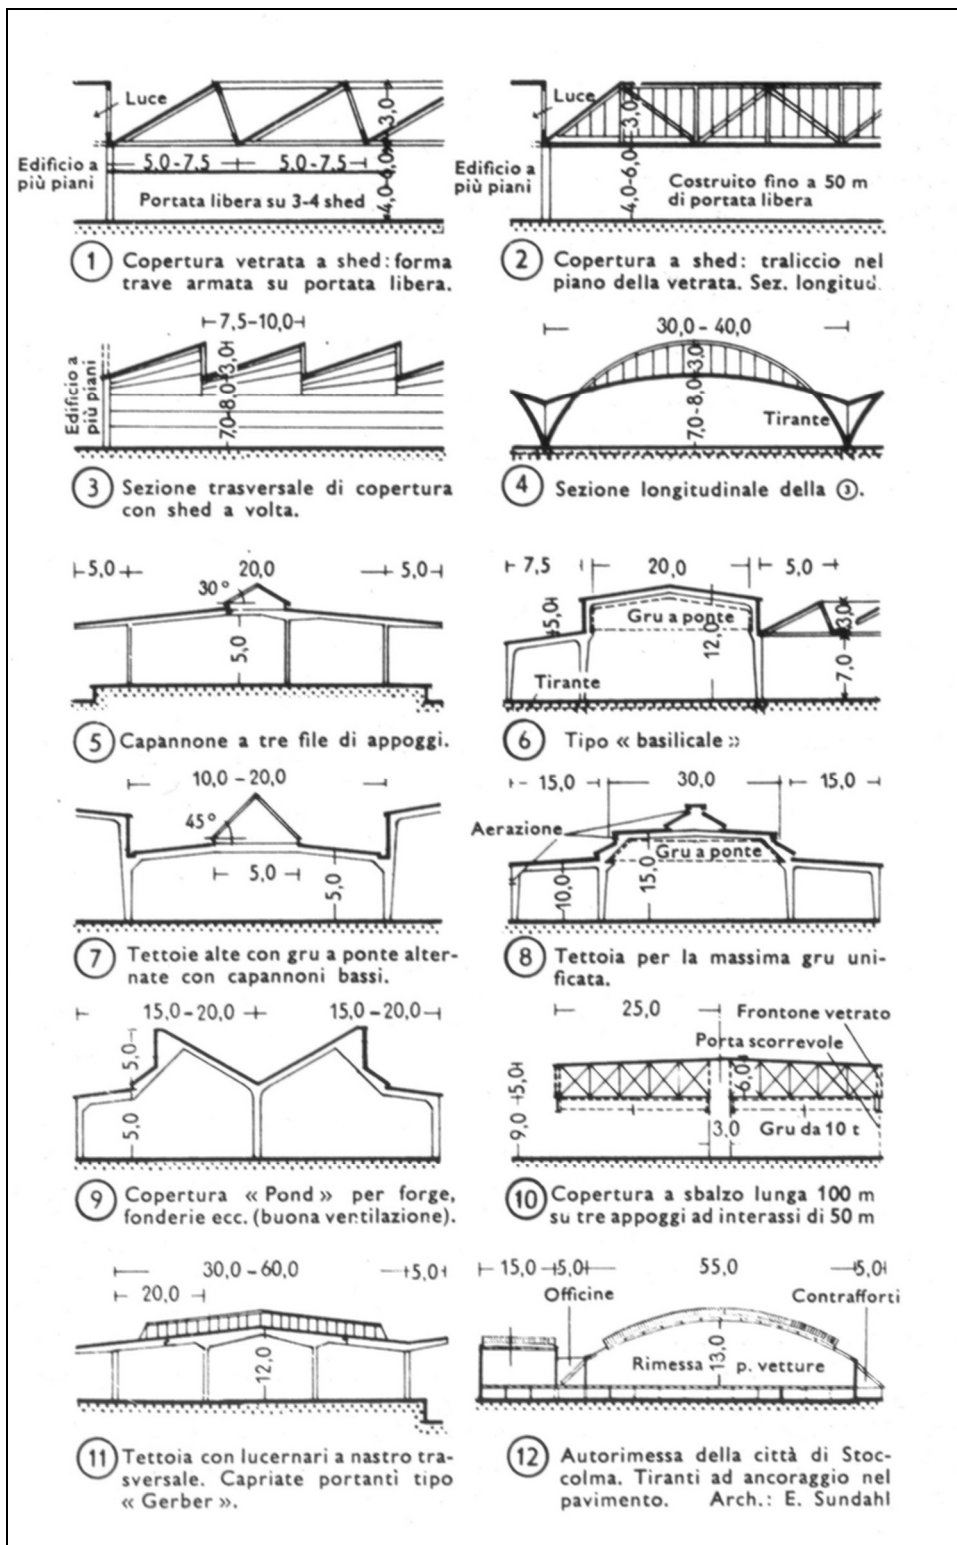 Luce
3,0
Edificio a
più piani
5,0-7,5
5,0-7,5
4,0-6,0
Portata libera su 3-4 shed
1 Copertura vetrata a shed: forma
trave armata su portata libera.
Luce
3,0
Edificio a
più piani
4,0-6,0
Costruito fino a 50 m
di portata libera
2 Copertura a shed: traliccio nel
piano della vetrata. Sez. longitud.
7,5-10,0
3,0
Edificio a
più piani
7,0-8,0
3 Sezione trasversale di copertura
con shed a volta.
30,0-40,0
3,0
7,0-8,0
Tirante
4 Sezione longitudinale della 3.
5,0
20,0
5,0
30°
5,0
5 Capannone a tre file di appoggi.
7,5
20,0
5,0
5,0
Gru a ponte
12,0
3,0
7,0
Tirante
6 Tipo « basilicale »
10,0-20,0
45°
5,0
5,0
7 Tettoie alte con gru a ponte alter-
nate con capannoni bassi.
15,0
30,0
15,0
Aerazione
Gru a ponte
10,0
15,0
8 Tettoia per la massima gru uni-
ficata.
15,0-20,0
15,0-20,0
5,0
5,0
9 Copertura « Pond » per forge,
fonderie ecc. (buona ventilazione).
25,0
Frontone vetrato
Porta scorrevole
5,0
9,0
6,0
3,0
Gru da 10 t
10 Copertura a sbalzo lunga 100 m
su tre appoggi ad interassi di 50 m
30,0-60,0
5,0
20,0
12,0
11 Tettoia con lucernari a nastro tra-
sversale. Capriate portanti tipo
« Gerber ».
15,0
5,0
55,0
5,0
Officine
Contrafforti
Rimessa p. vetture
13,0
12 Autorimessa della città di Stoc-
colma. Tiranti ad ancoraggio nel
pavimento. Arch.: E. Sundahl